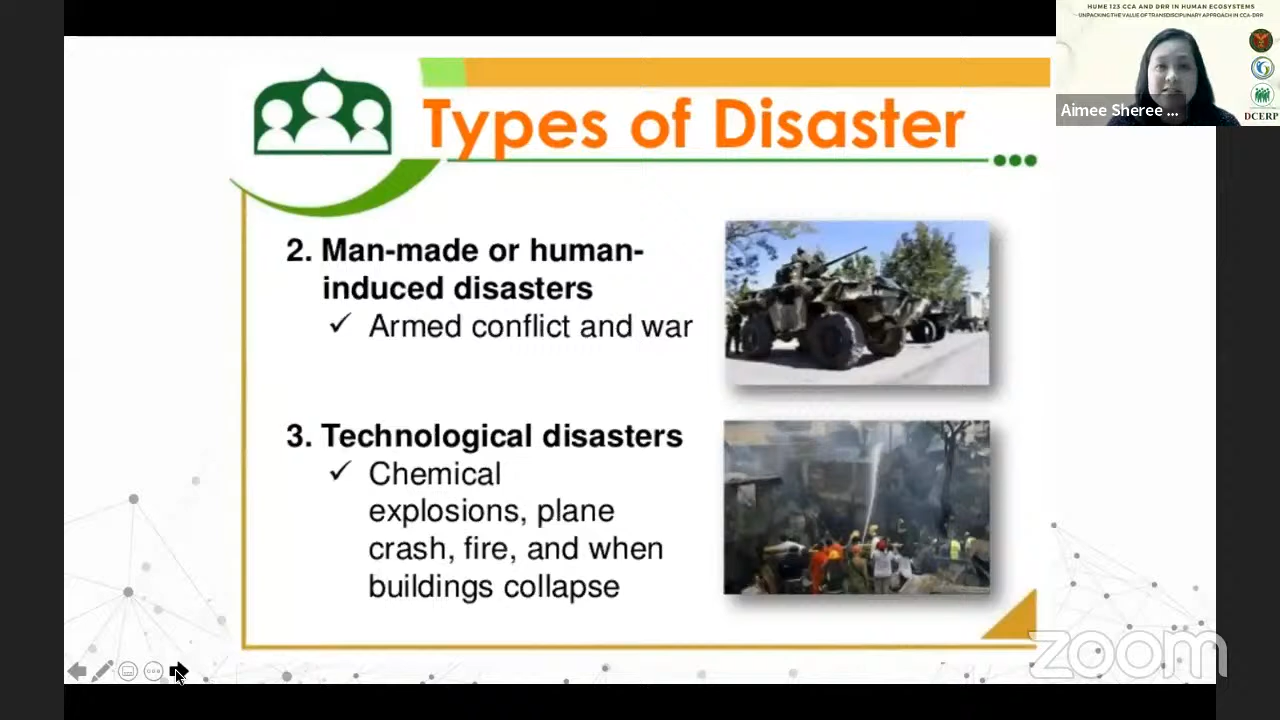 HUME 123 CCA AND DRR IN HUMAN ECOSYSTEMS
UNPACKING THE VALUE OF TRANSDISCIPLINARY APPROACH IN CCA-DRR
Aimee Sheree ...
DCERP
Types of Disaster
2. Man-made or human-
induced disasters
✓ Armed conflict and war
3. Technological disasters
✓ Chemical
explosions, plane
crash, fire, and when
buildings collapse
zoom